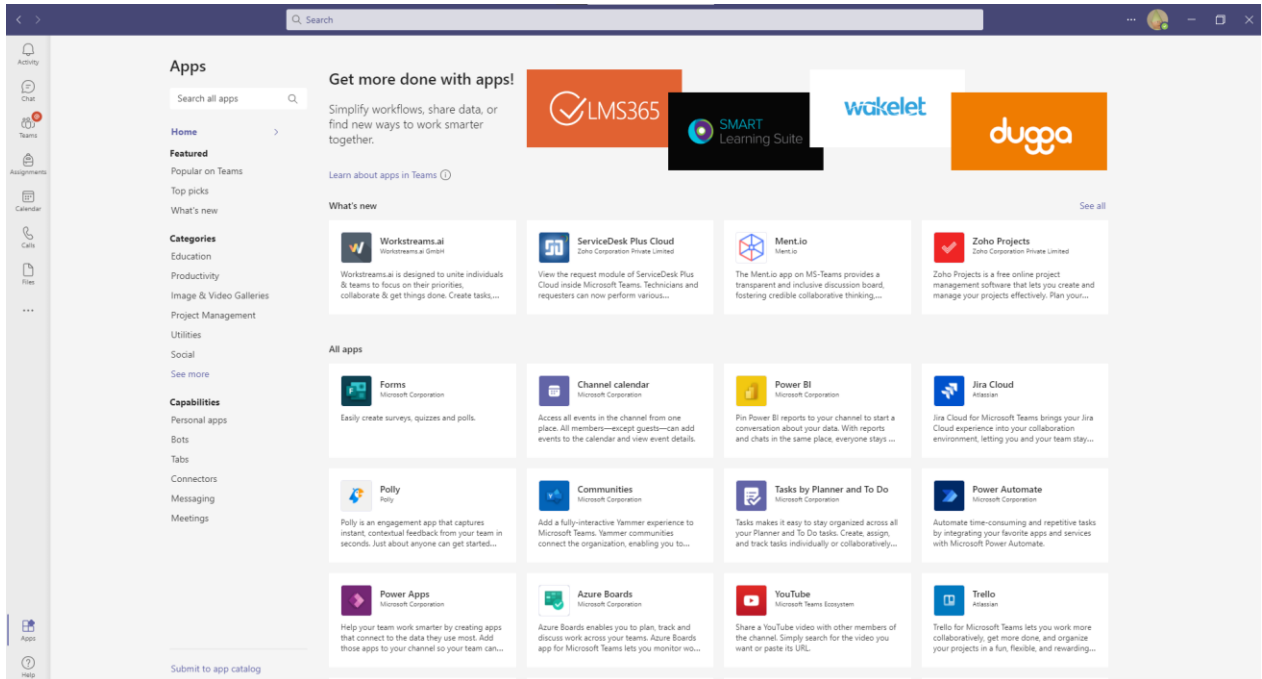 Search
Activity
Chat
Teams
Assignments
Calendar
Calls
Files
Apps
Help
Apps
Search all apps
Home
Featured
Popular on Teams
Top picks
What's new
Categories
Education
Productivity
Image & Video Galleries
Project Management
Utilities
Social
See more
Capabilities
Personal apps
Bots
Tabs
Connectors
Messaging
Meetings
Submit to app catalog
Get more done with apps!
Simplify workflows, share data, or
find new ways to work smarter
together.
Learn about apps in Teams
LMS365
SMART
Learning Suite
wakelet
dugga
What's new
See all
Workstreams.ai
Workstreams.ai GmbH
Workstreams.ai is designed to unite individuals
& teams to focus on their priorities,
collaborate & get things done. Create tasks,...
ServiceDesk Plus Cloud
Zoho Corporation Private Limited
View the request module of ServiceDesk Plus
Cloud inside Microsoft Teams. Technicians and
requesters can now perform various...
Ment.io
Ment.io
The Ment.io app on MS-Teams provides a
transparent and inclusive discussion board,
fostering credible collaborative thinking,...
Zoho Projects
Zoho Corporation Private Limited
Zoho Projects is a free online project
management software that lets you create and
manage your projects effectively. Plan your...
All apps
Forms
Microsoft Corporation
Easily create surveys, quizzes and polls.
Channel calendar
Microsoft Corporation
Access all events in the channel from one
place. All members—except guests—can add
events to the calendar and view event details.
Power BI
Microsoft Corporation
Pin Power BI reports to your channel to start a
conversation about your data. With reports
and chats in the same place, everyone stays ...
Jira Cloud
Atlassian
Jira Cloud for Microsoft Teams brings your Jira
Cloud experience into your collaboration
environment, letting you and your team stay...
Polly
Polly
Polly is an engagement app that captures
instant, contextual feedback from your team in
seconds. Just about anyone can get started...
Communities
Microsoft Corporation
Add a fully-interactive Yammer experience to
Microsoft Teams. Yammer communities
connect the organization, enabling you to...
Tasks by Planner and To Do
Microsoft Corporation
Tasks makes it easy to stay organized across all
your Planner and To Do tasks. Create, assign,
and track tasks individually or collaboratively...
Power Automate
Microsoft Corporation
Automate time-consuming and repetitive tasks
by integrating your favorite apps and services
with Microsoft Power Automate.
Power Apps
Microsoft Corporation
Help your team work smarter by creating apps
that connect to the data they use most. Add
those apps to your channel so your team can...
Azure Boards
Microsoft Corporation
Azure Boards enables you to plan, track and
discuss work across your teams. Azure Boards
app for Microsoft Teams lets you monitor wo...
YouTube
Microsoft Teams Ecosystem
Share a YouTube video with other members of
the channel. Simply search for the video you
want or paste its URL.
Trello
Atlassian
Trello for Microsoft Teams lets you work more
collaboratively, get more done, and organize
your projects in a fun, flexible, and rewarding...